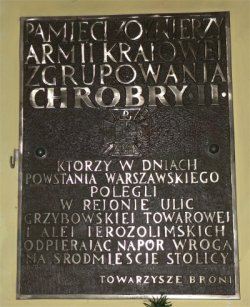 PAMIĘCI ŻOŁNIERZY
ARMII KRAJOWEJ
ZGRUPOWANIA
CHROBRY II
KTÓRZY W DNIACH
POWSTANIA WARSZAWSKIEGO
POLEGLI
W REJONIE ULIC
GRZYBOWSKIEJ TOWAROWEJ
I ALEI JEROZOLIMSKICH
ODPIERAJĄC NAPÓR WROGA
NA ŚRÓDMIEŚCIE STOLICY
TOWARZYSZE BRONI